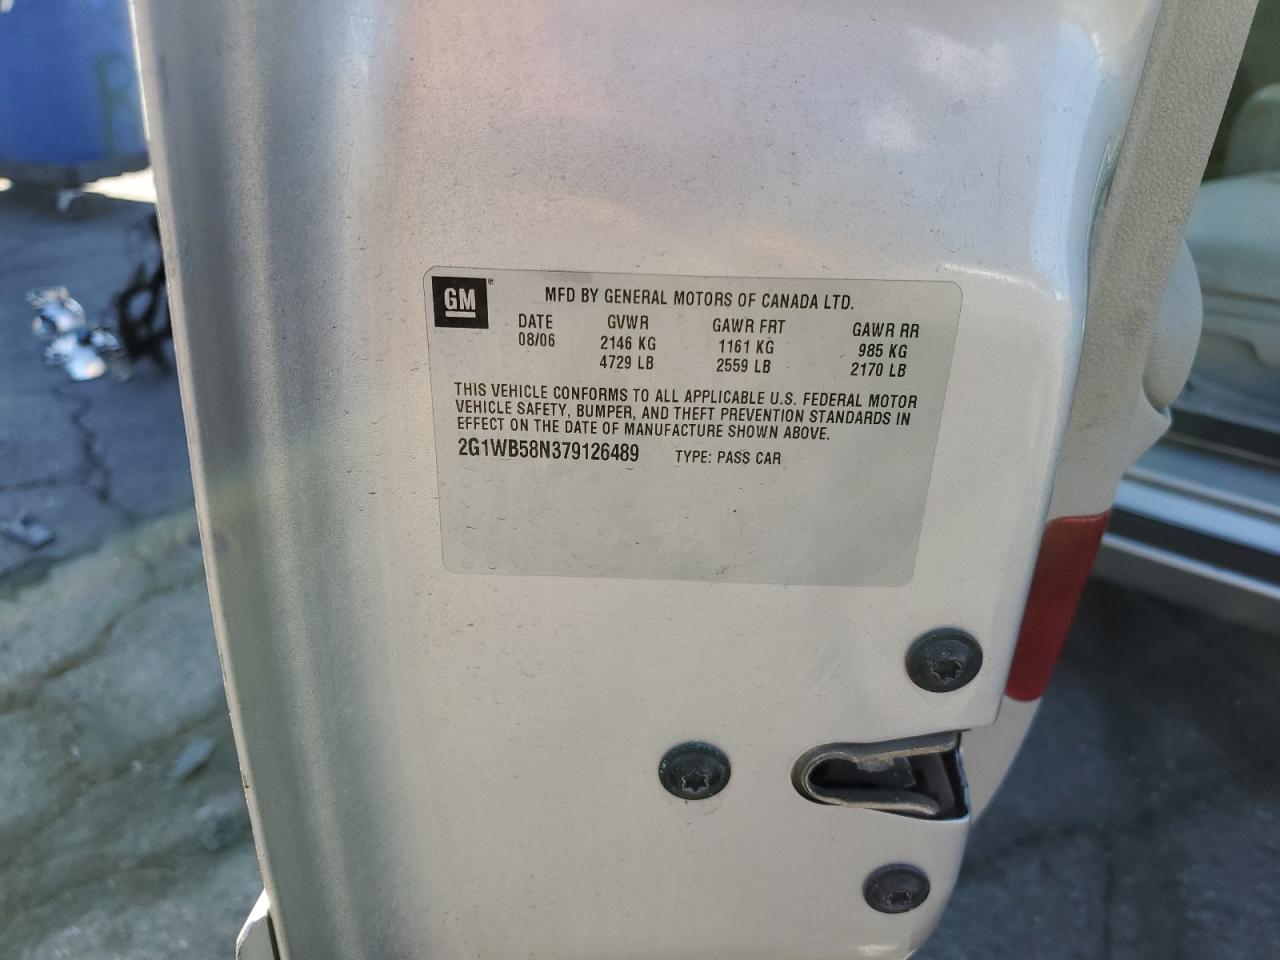 GM®
MFD BY GENERAL MOTORS OF CANADA LTD.
DATE GVWR GAWR FRT GAWR RR
08/06 2146 KG 1161 KG 985 KG
4729 LB 2559 LB 2170 LB
THIS VEHICLE CONFORMS TO ALL APPLICABLE U.S. FEDERAL MOTOR
VEHICLE SAFETY, BUMPER, AND THEFT PREVENTION STANDARDS IN
EFFECT ON THE DATE OF MANUFACTURE SHOWN ABOVE.
2G1WB58N379126489 TYPE: PASS CAR